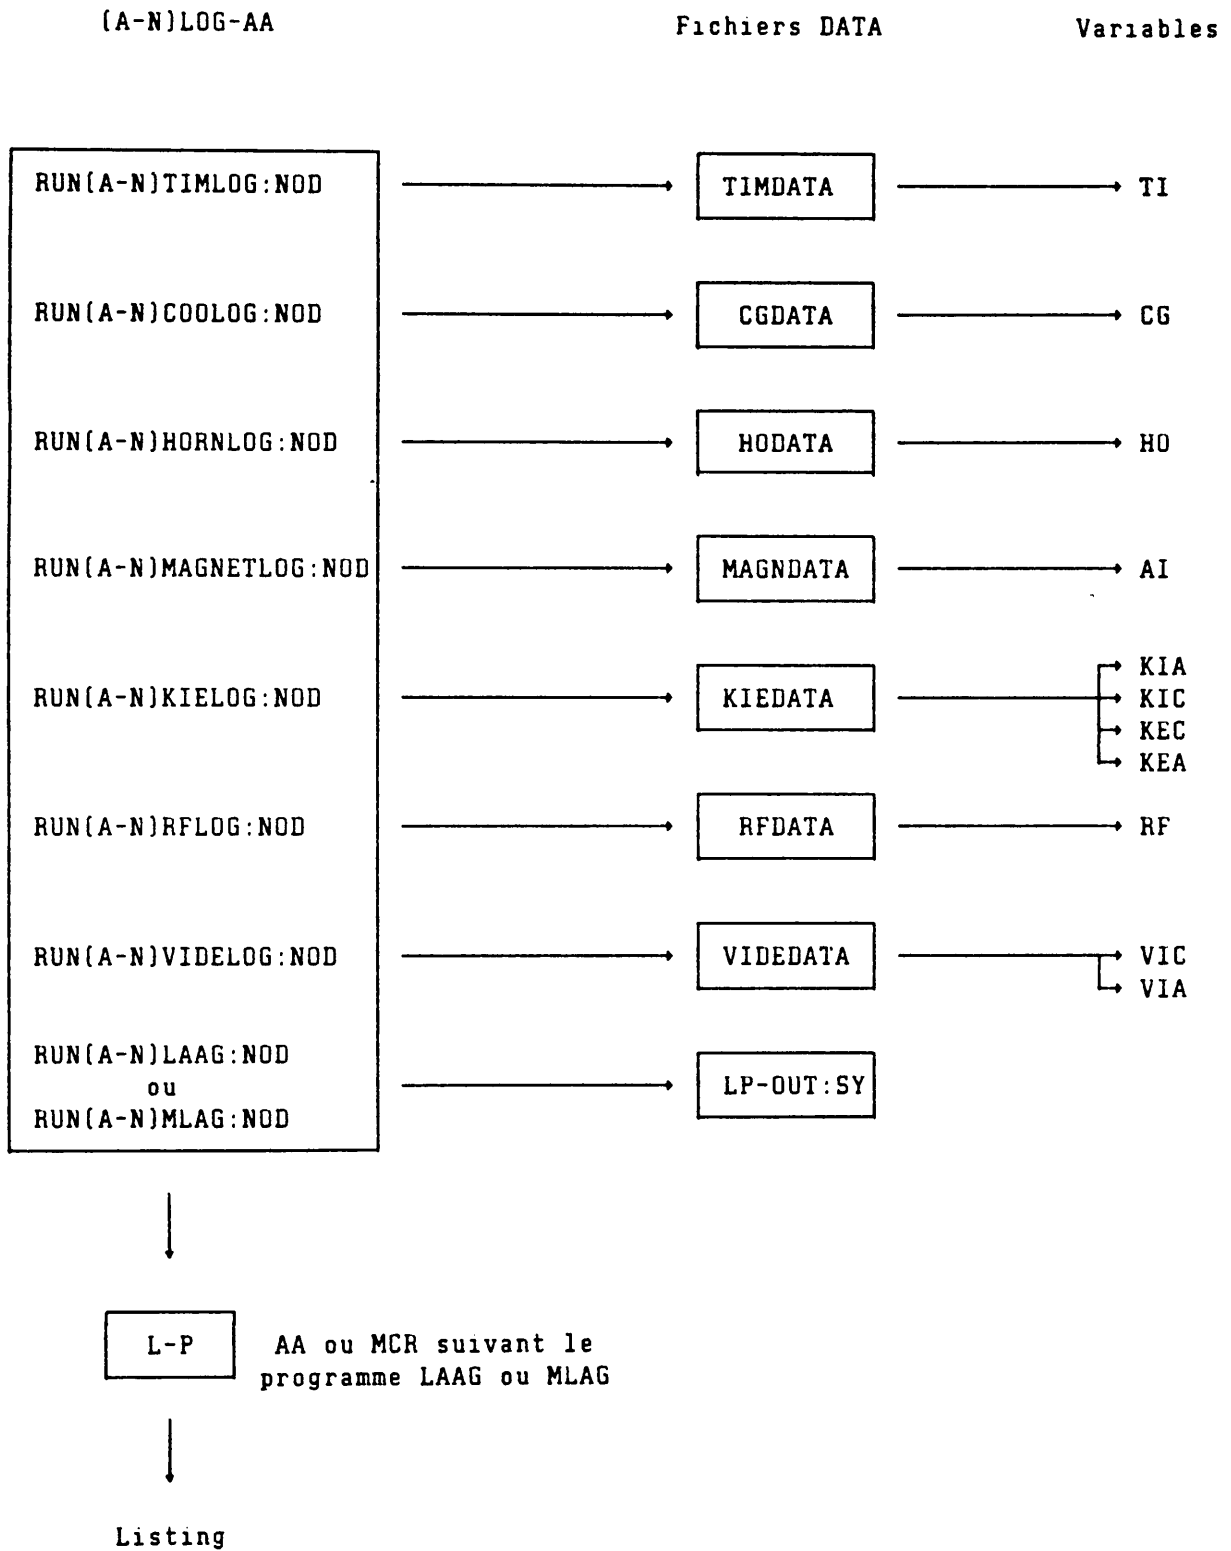 (A-N)LOG-AA Fichiers DATA Variables
RUN(A-N)TIMLOG:NOD TIMDATA TI
RUN(A-N)COOLOG:NOD CGDATA CG
RUN(A-N)HORNLOG:NOD HODATA HO
RUN(A-N)MAGNETLOG:NOD MAGNDATA AI
KIA
RUN(A-N)KIELOG:NOD KIEDATA KIC
KEC
KEA
RUN(A-N)RFLOG:NOD RFDATA RF
RUN(A-N)VIDELOG:NOD VIDEDATA VIC
VIA
RUN(A-N)LAAG:NOD
ou LP-OUT:SY
RUN(A-N)MLAG:NOD
L-P AA ou MCR suivant le
programme LAAG ou MLAG
Listing